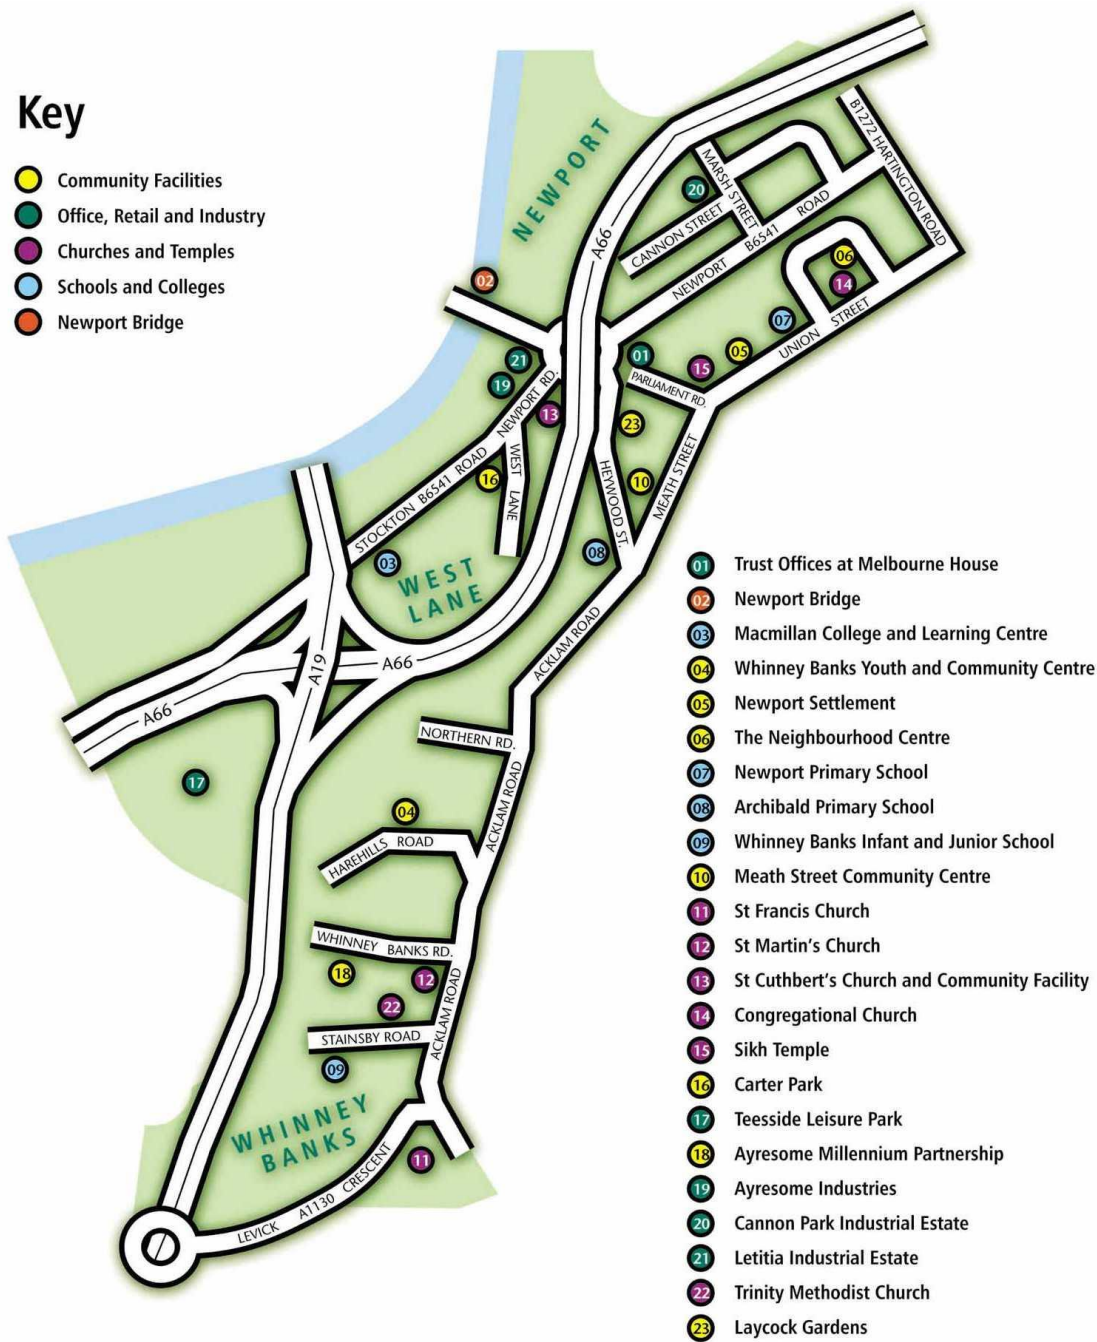 Key
Community Facilities
Office, Retail and Industry
Churches and Temples
Schools and Colleges
Newport Bridge
NEWPORT
A66
B1272 HARTINGTON ROAD
MARSH STREET
20
CANNON STREET
NEWPORT B6541 ROAD
06
14
02
07
UNION STREET
05
01
15
21
19
PARLIAMENT RD.
NEWPORT RD.
13
23
STOCKTON B6541 ROAD
WEST LANE
16
HEYWOOD ST.
10
MEATH STREET
08
03
WEST
LANE
ACKLAM ROAD
A66
A19
A66
NORTHERN RD.
17
04
ACKLAM ROAD
HAREHILLS ROAD
WHINNEY BANKS RD.
18
12
22
ACKLAM ROAD
STAINSBY ROAD
09
WHINNEY
BANKS
11
LEVICK A1130 CRESCENT
01 Trust Offices at Melbourne House
02 Newport Bridge
03 Macmillan College and Learning Centre
04 Whinney Banks Youth and Community Centre
05 Newport Settlement
06 The Neighbourhood Centre
07 Newport Primary School
08 Archibald Primary School
09 Whinney Banks Infant and Junior School
10 Meath Street Community Centre
11 St Francis Church
12 St Martin's Church
13 St Cuthbert's Church and Community Facility
14 Congregational Church
15 Sikh Temple
16 Carter Park
17 Teesside Leisure Park
18 Ayresome Millennium Partnership
19 Ayresome Industries
20 Cannon Park Industrial Estate
21 Letitia Industrial Estate
22 Trinity Methodist Church
23 Laycock Gardens